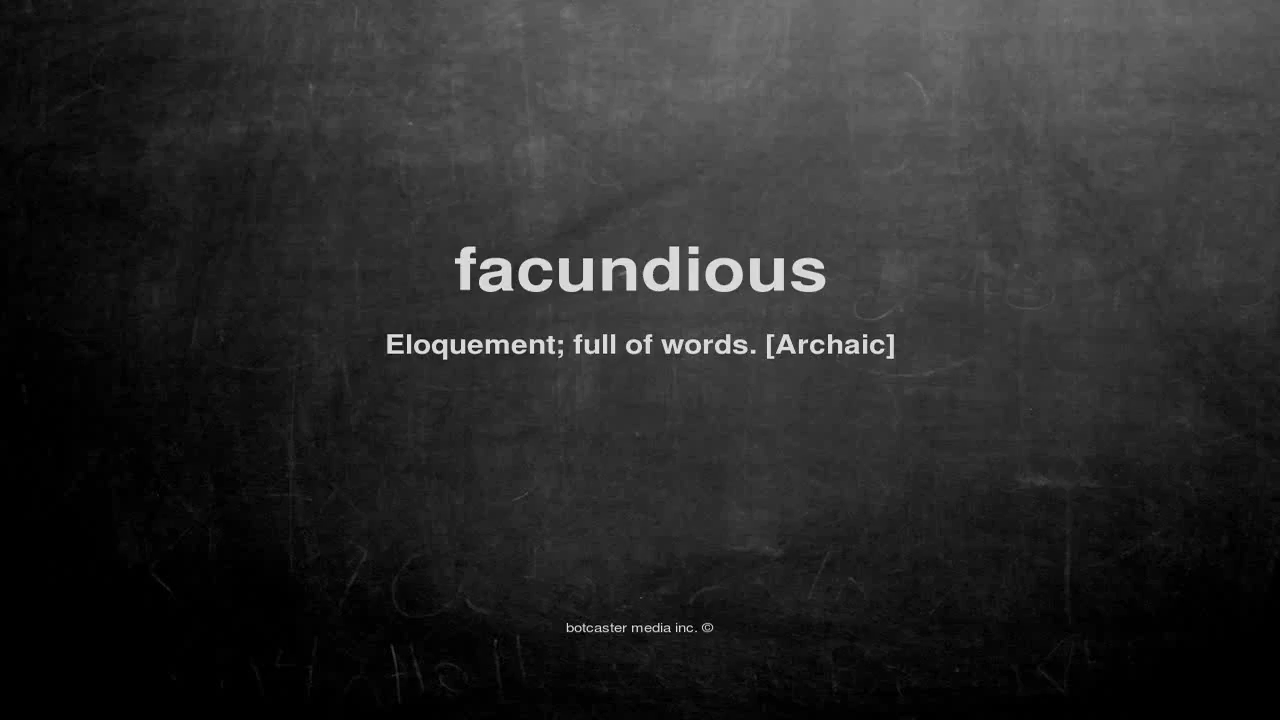 facundious
Eloquement; full of words. [Archaic]
botcaster media inc. ©